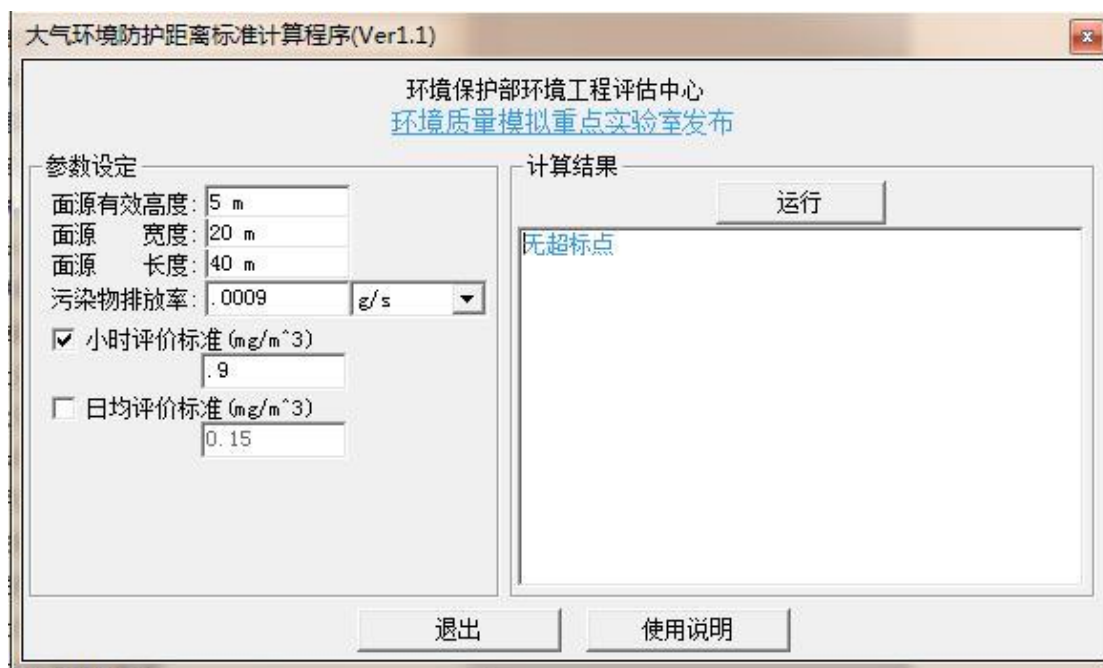 大气环境防护距离标准计算程序(Ver1.1)
环境保护部环境工程评估中心
环境质量模拟重点实验室发布
参数设定
面源有效高度: 5 m
面源 宽度: 20 m
面源 长度: 40 m
污染物排放率: .0009 g/s
小时评价标准(mg/m^3)
.9
日均评价标准(mg/m^3)
0.15
计算结果
运行
无超标点
退出 使用说明